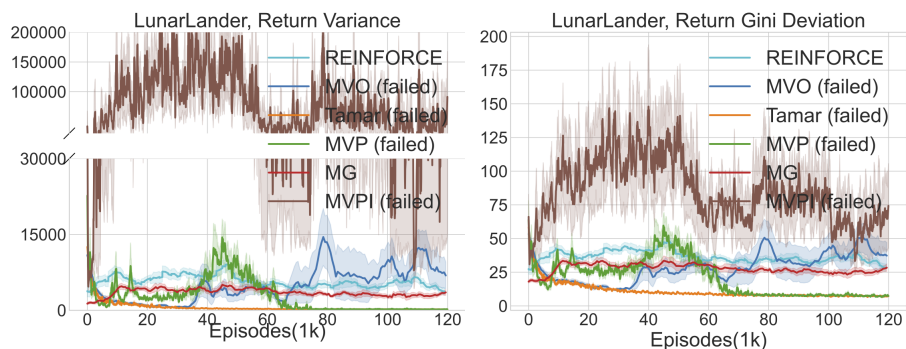 LunarLander, Return Variance
200000
100000
30000
15000
0
0 20 40 60 80 100 120
Episodes(1k)
REINFORCE
MVO (failed)
Tamar (failed)
MVP (failed)
MG
MVPI (failed)
LunarLander, Return Gini Deviation
200
175
150
125
100
75
50
25
0
0 20 40 60 80 100 120
Episodes(1k)
REINFORCE
MVO (failed)
Tamar (failed)
MVP (failed)
MG
MVPI (failed)